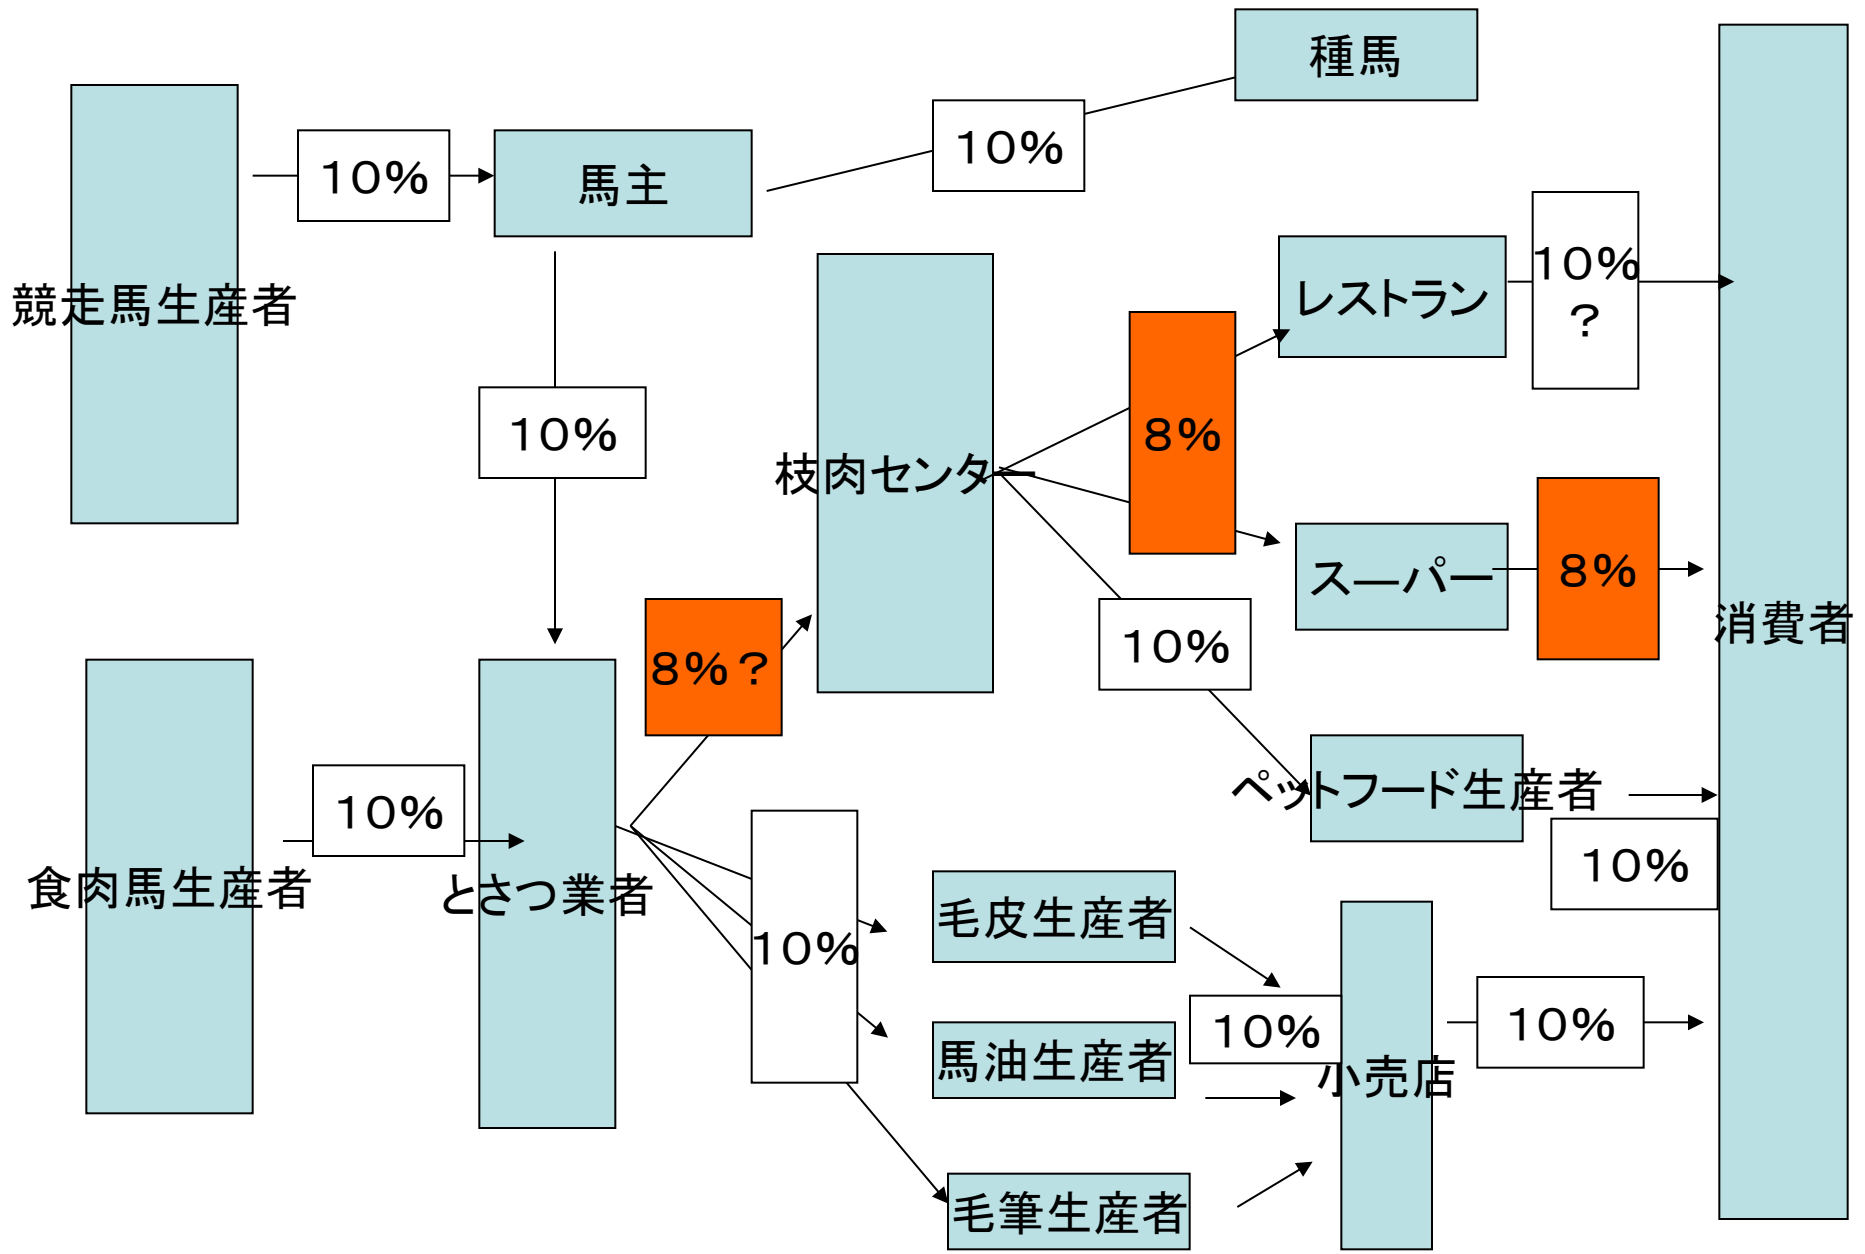 種馬
10%
10%
馬主
10%
?
レストラン
競走馬生産者
10%
8%
枝肉センター
8%
スーパー
消費者
10%
8%?
ペットフード生産者
10%
10%
食肉馬生産者
とさつ業者
毛皮生産者
10%
10%
10%
馬油生産者
小売店
毛筆生産者